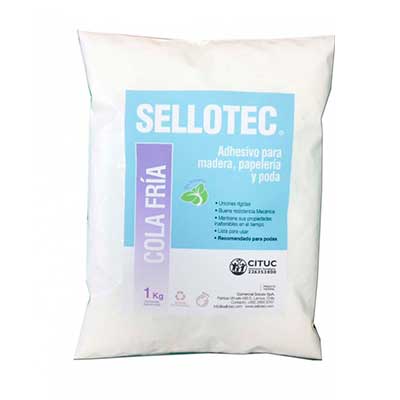 SELLOTEC®
Adhesivo para
madera, papelería
y poda
COLA FRÍA
• Uniones rígidas
• Buena resistencia Mecánica
• Mantiene sus propiedades
inalterables en el tiempo
• Lista para usar
• Recomendado para podas
CITUC
1 Kg